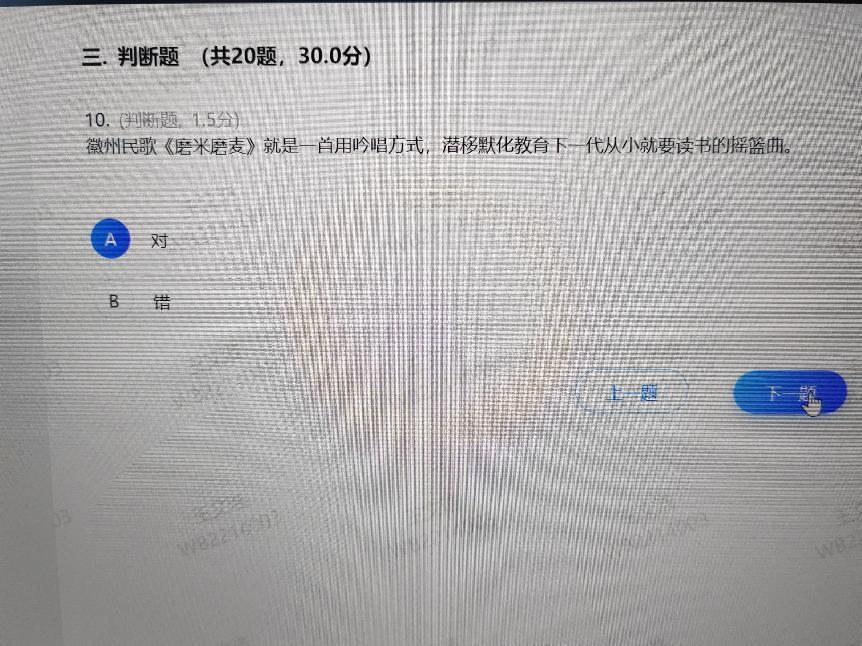 三. 判断题 （共20题，30.0分）
10. (判断题, 1.5分)
徽州民歌《磨米磨麦》就是一首用吟唱方式，潜移默化教育下一代从小就要读书的摇篮曲。
A 对
B 错
上一题 下一题